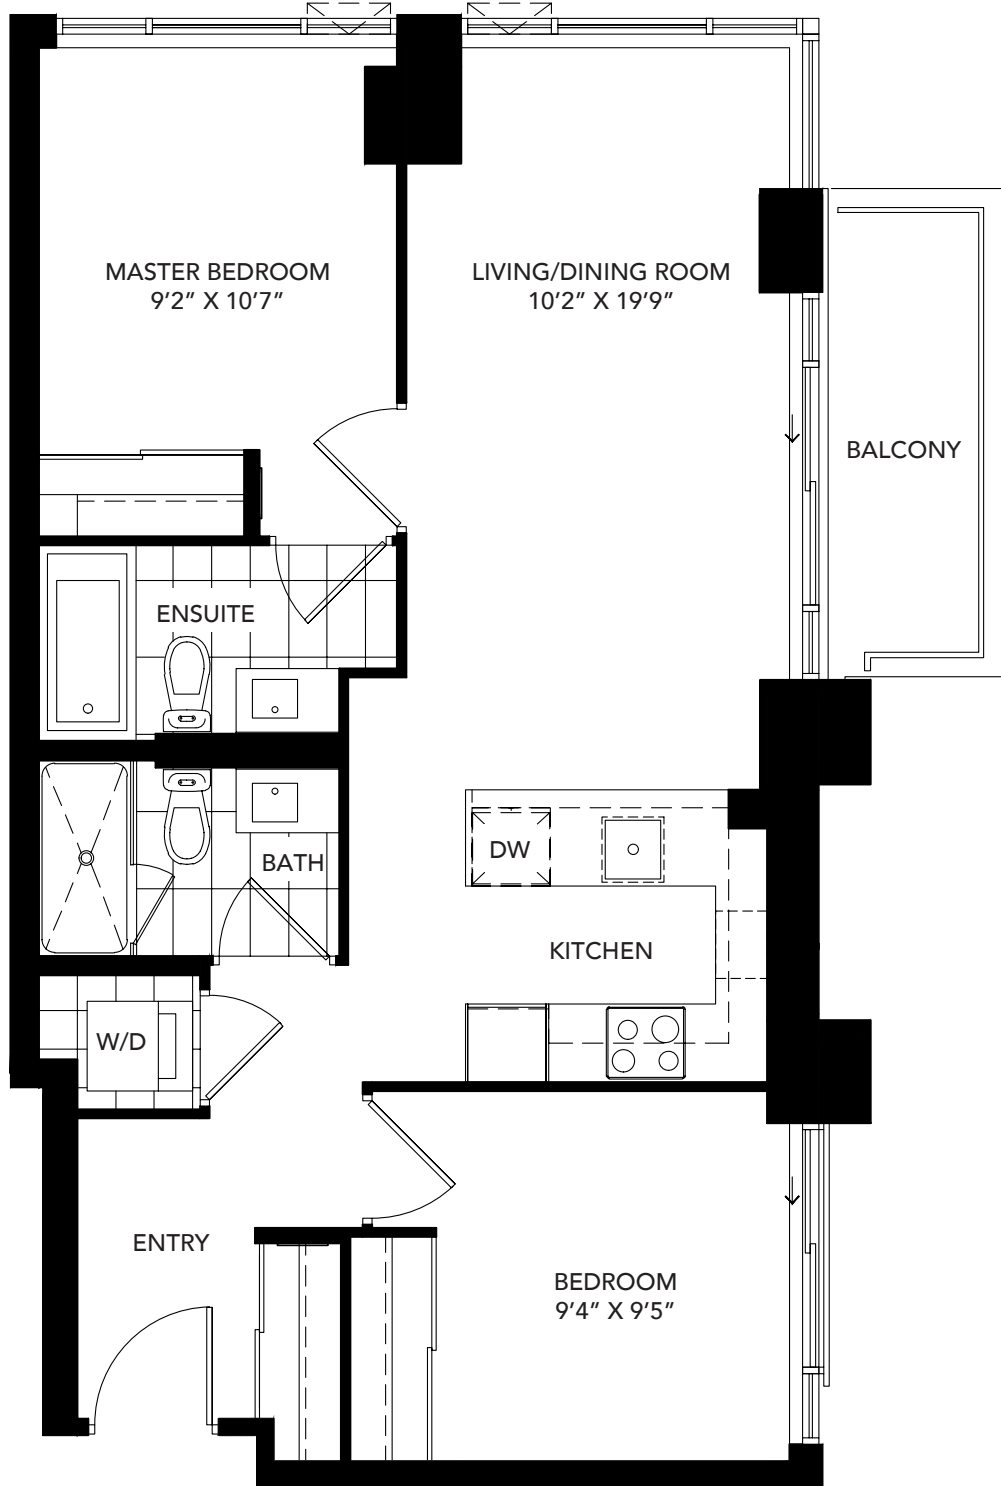 MASTER BEDROOM
9’2” X 10’7”
LIVING/DINING ROOM
10’2” X 19’9”
BALCONY
ENSUITE
BATH
DW
KITCHEN
W/D
ENTRY
BEDROOM
9’4” X 9’5”